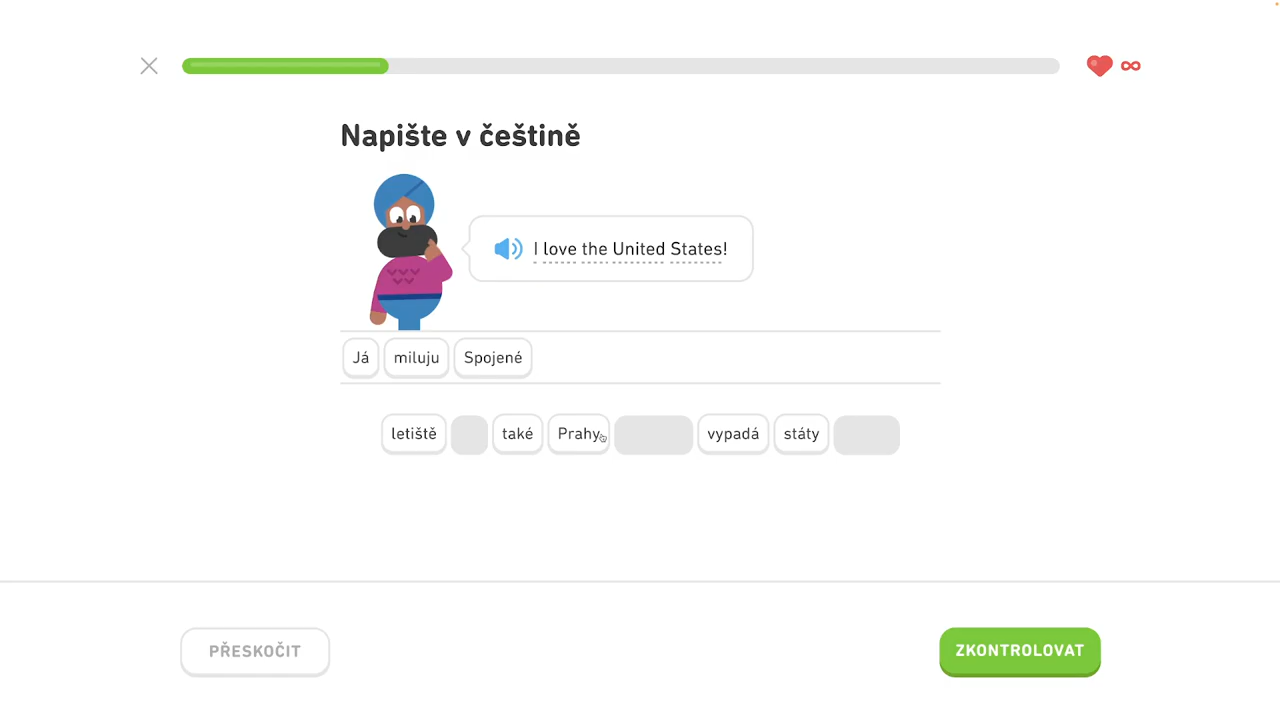 Napište v češtině
I love the United States!
Já miluju Spojené
letiště také Prahy vypadá státy
PŘESKOČIT ZKONTROLOVAT